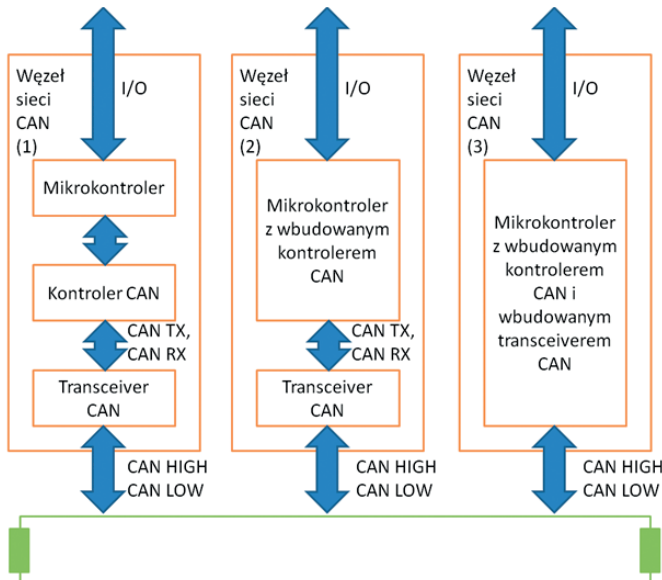 Węzeł
sieci
CAN
(1)
I/O
Mikrokontroler
Kontroler CAN
CAN TX,
CAN RX
Transceiver
CAN
CAN HIGH
CAN LOW
Węzeł
sieci
CAN
(2)
I/O
Mikrokontroler
z wbudowanym
kontrolerem
CAN
CAN TX,
CAN RX
Transceiver
CAN
CAN HIGH
CAN LOW
Węzeł
sieci
CAN
(3)
I/O
Mikrokontroler
z wbudowanym
kontrolerem
CAN i
wbudowanym
transceiverem
CAN
CAN HIGH
CAN LOW